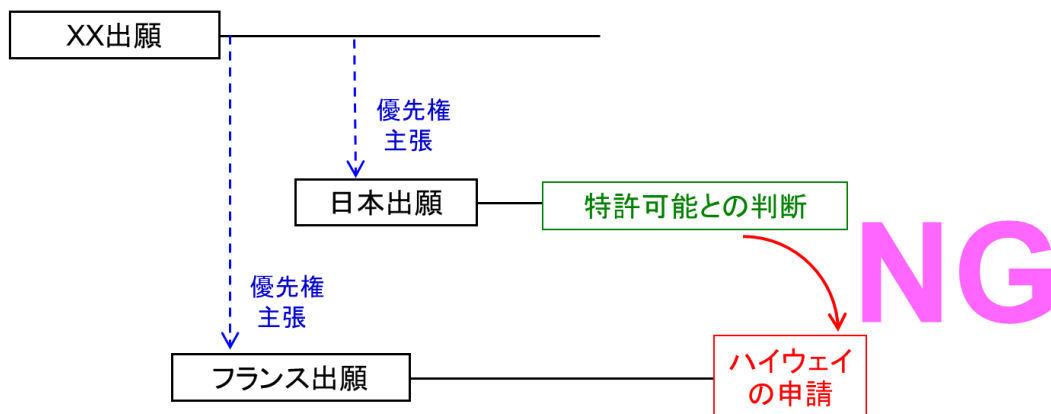 XX出願
優先権
主張
日本出願
特許可能との判断
NG
優先権
主張
フランス出願
ハイウェイ
の申請